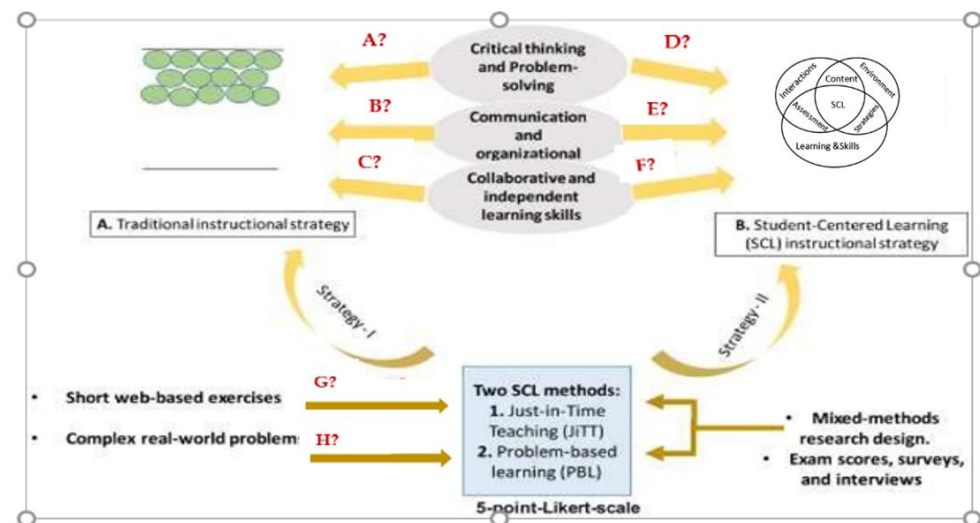 A?
D?
Critical thinking
and Problem-
solving
B?
E?
Communication
and
organizational
C?
F?
Collaborative and
independent
learning skills
Interactions
Content
Environment
SCL
Assessment
Strategies
Learning &Skills
A. Traditional instructional strategy
B. Student-Centered Learning
(SCL) instructional strategy
Strategy - I
Strategy - II
G?
• Short web-based exercises
H?
• Complex real-world problem
Two SCL methods:
1. Just-in-Time
Teaching (JiTT)
2. Problem-based
learning (PBL)
5-point-Likert-scale
• Mixed-methods
research design.
• Exam scores, surveys,
and interviews